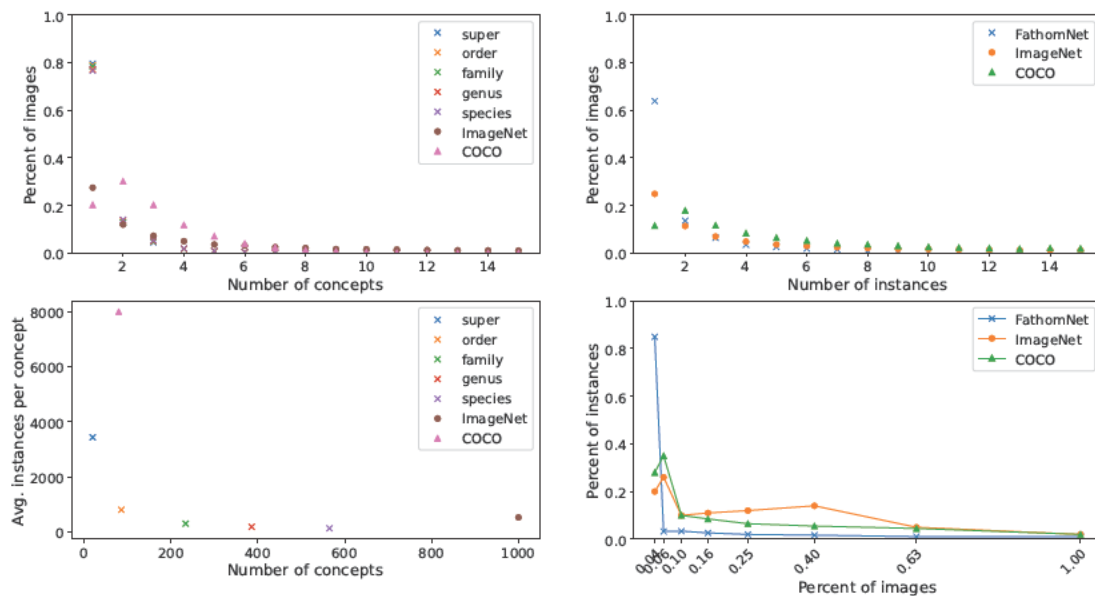 1.0
0.8
0.6
0.4
0.2
0.0
Percent of images
2 4 6 8 10 12 14
Number of concepts
super
order
family
genus
species
ImageNet
COCO
1.0
0.8
0.6
0.4
0.2
0.0
Percent of images
2 4 6 8 10 12 14
Number of instances
FathomNet
ImageNet
COCO
8000
6000
4000
2000
0
Avg. instances per concept
0 200 400 600 800 1000
Number of concepts
super
order
family
genus
species
ImageNet
COCO
1.0
0.8
0.6
0.4
0.2
0.0
Percent of instances
0.04 0.06 0.10 0.16 0.25 0.40 0.63 1.00
Percent of images
FathomNet
ImageNet
COCO